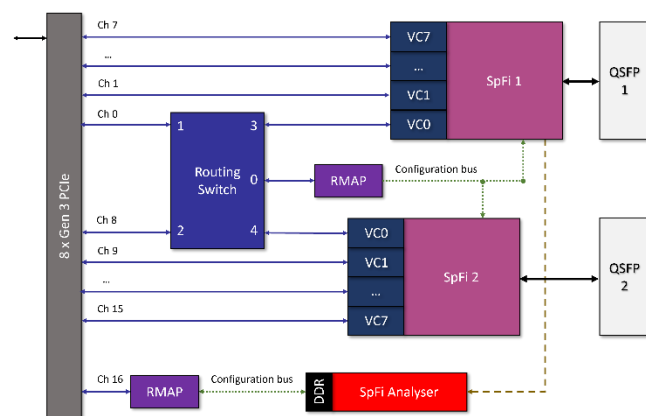 Ch 7
VC7
...
...
Ch 1
VC1
SpFi 1
QSFP
1
Ch 0
VC0
1
3
Routing
Switch
0
RMAP
Configuration bus
8 x Gen 3 PCIe
Ch 8
2
4
VC0
Ch 9
VC1
...
...
SpFi 2
QSFP
2
Ch 15
VC7
Ch 16
RMAP
Configuration bus
DDR
SpFi Analyser